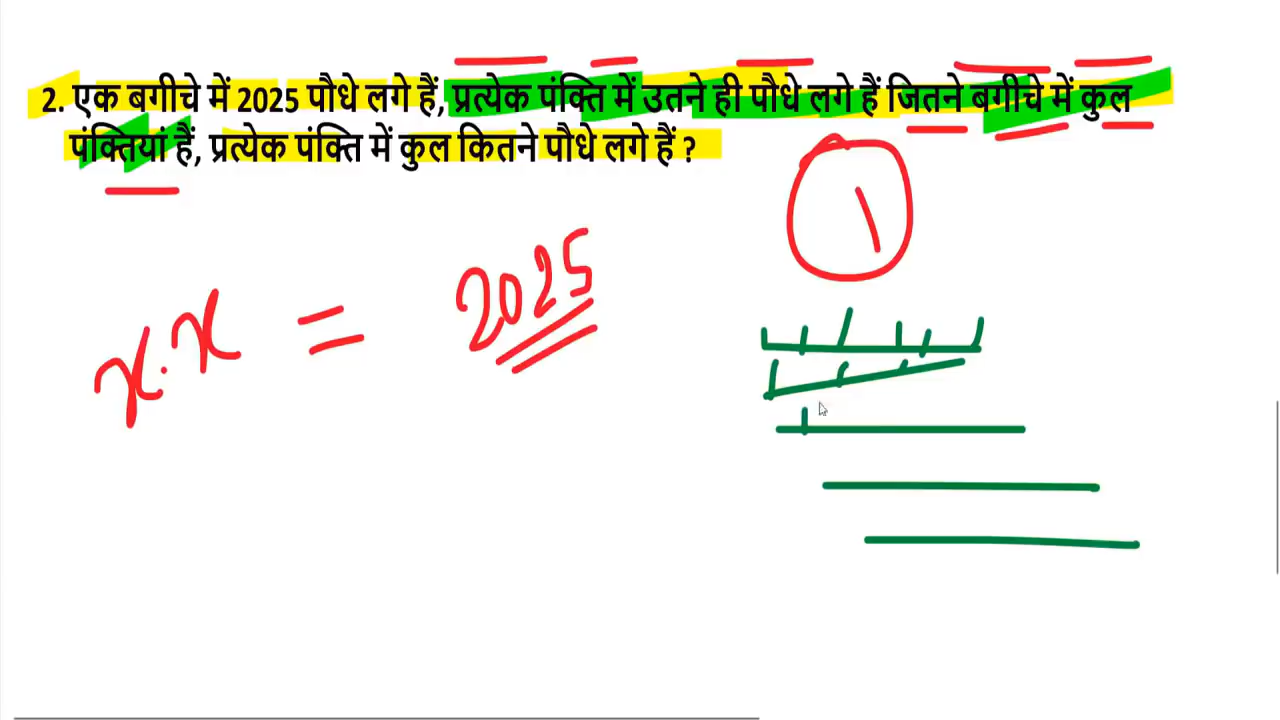 2. एक बगीचे में 2025 पौधे लगे हैं, प्रत्येक पंक्ति में उतने ही पौधे लगे हैं जितने बगीचे में कुल
पंक्तियां हैं, प्रत्येक पंक्ति में कुल कितने पौधे लगे हैं ?
1
x.x = 2025